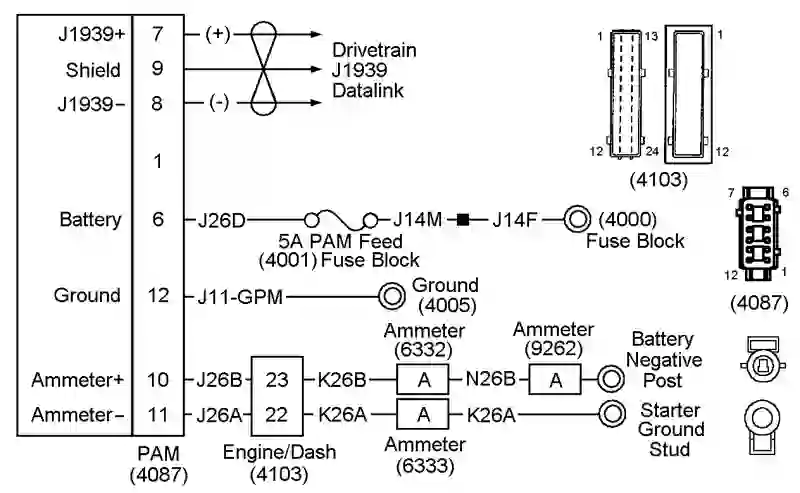 J1939+ 7 (+)
Shield 9
J1939– 8 (-)
Drivetrain
J1939
Datalink
1
Battery 6 J26D J14M J14F (4000)
Fuse Block
5A PAM Feed
(4001) Fuse Block
Ground 12 J11-GPM
Ground
(4005)
Ammeter
(6332)
Ammeter
(9262)
Ammeter+ 10 J26B 23 K26B A N26B A
Battery
Negative
Post
Ammeter– 11 J26A 22 K26A A K26A
Starter
Ground
Stud
PAM
(4087)
Engine/Dash
(4103)
Ammeter
(6333)
1 13 1
12 24 12
(4103)
7 6
12 1
(4087)